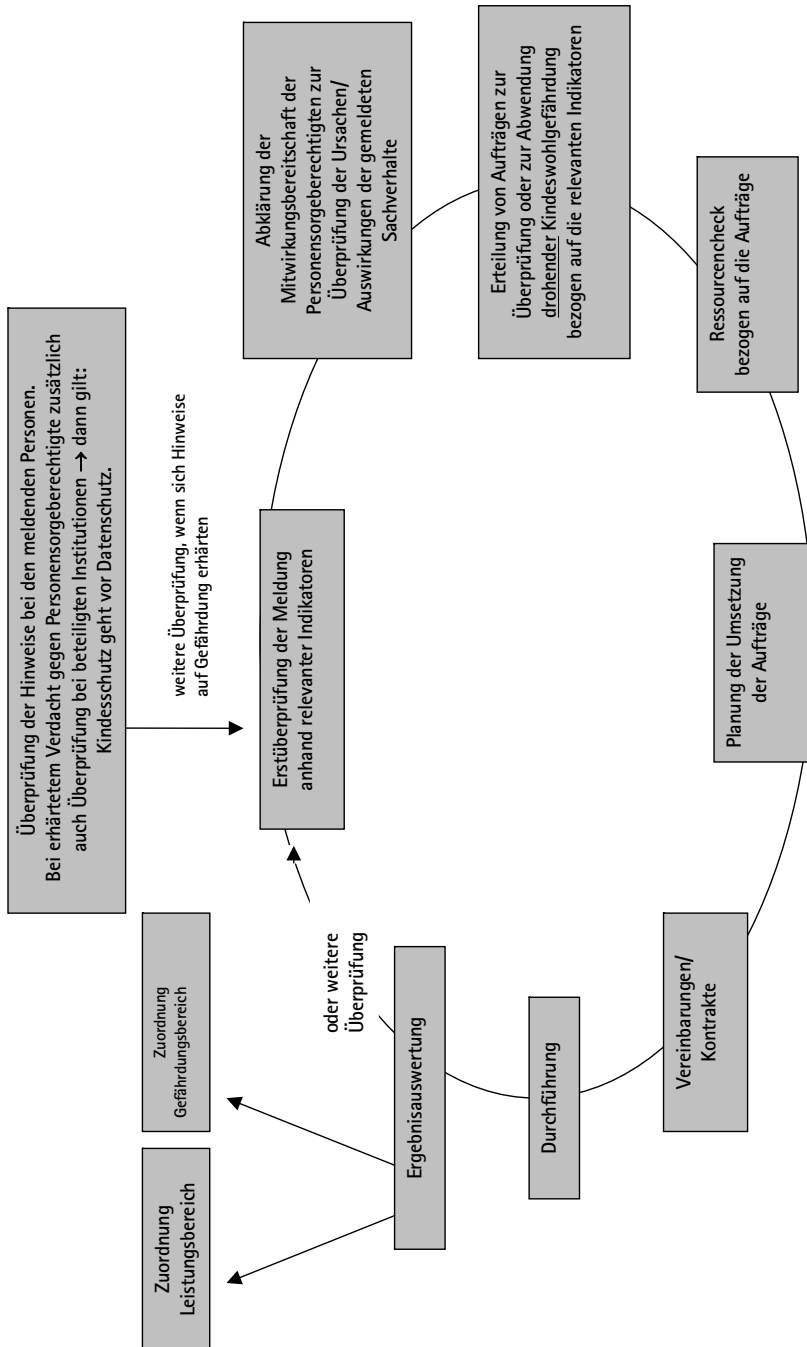 Überprüfung der Hinweise bei den meldenden Personen.
Bei erhärtetem Verdacht gegen Personensorgeberechtigte zusätzlich
auch Überprüfung bei beteiligten Institutionen → dann gilt:
Kindesschutz geht vor Datenschutz.
weitere Überprüfung, wenn sich Hinweise
auf Gefährdung erhärten
Erstüberprüfung der Meldung
anhand relevanter Indikatoren
Abklärung der
Mitwirkungsbereitschaft der
Personensorgeberechtigten zur
Überprüfung der Ursachen/
Auswirkungen der gemeldeten
Sachverhalte
Erteilung von Aufträgen zur
Überprüfung oder zur Abwendung
drohender Kindeswohlgefährdung
bezogen auf die relevanten Indikatoren
Ressourcencheck
bezogen auf die Aufträge
Planung der Umsetzung
der Aufträge
Vereinbarungen/
Kontrakte
Durchführung
Ergebnisauswertung
oder weitere
Überprüfung
Zuordnung
Gefährdungsbereich
Zuordnung
Leistungsbereich